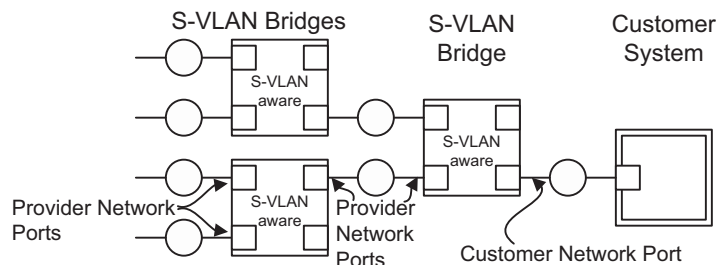 S-VLAN Bridges
S-VLAN
Bridge
Customer
System
S-VLAN
aware
S-VLAN
aware
S-VLAN
aware
Provider Network
Ports
Provider
Network
Ports
Customer Network Port